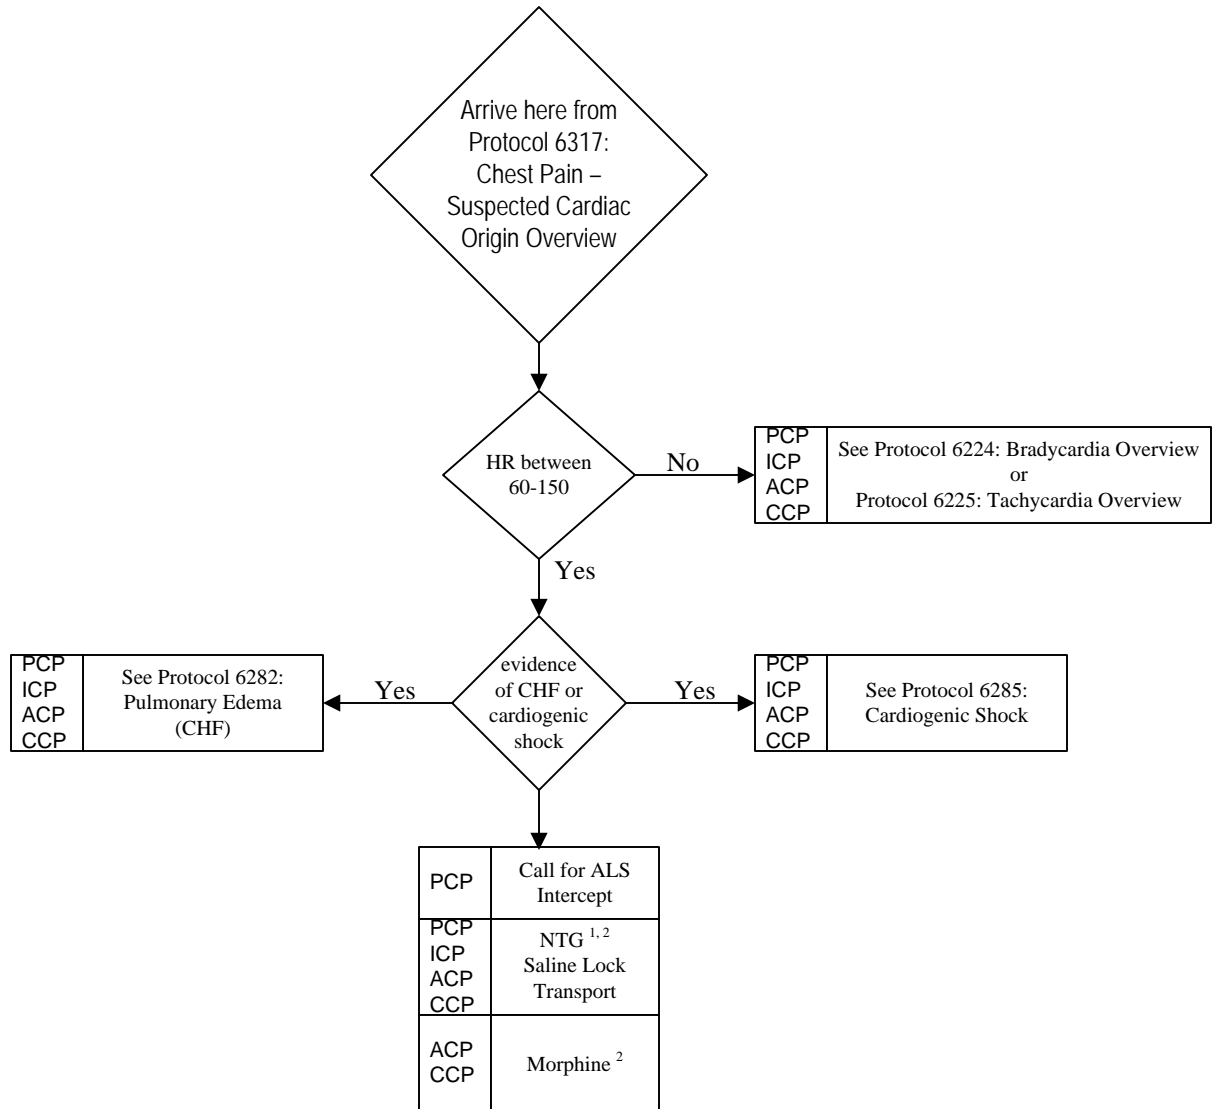 Arrive here from
Protocol 6317:
Chest Pain –
Suspected Cardiac
Origin Overview
HR between
60-150
No
PCP
ICP
ACP
CCP
See Protocol 6224: Bradycardia Overview
or
Protocol 6225: Tachycardia Overview
Yes
PCP
ICP
ACP
CCP
See Protocol 6282:
Pulmonary Edema
(CHF)
Yes
evidence
of CHF or
cardiogenic
shock
Yes
PCP
ICP
ACP
CCP
See Protocol 6285:
Cardiogenic Shock
PCP
Call for ALS
Intercept
PCP
ICP
ACP
CCP
NTG 1, 2
Saline Lock
Transport
ACP
CCP
Morphine 2